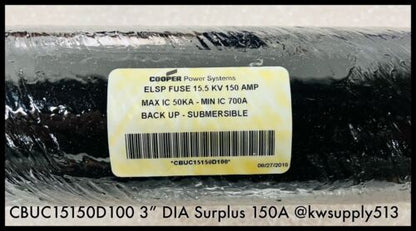 COOPER Power Systems
ELSP FUSE 15.5 KV 150 AMP
MAX IC 50KA - MIN IC 700A
BACK UP - SUBMERSIBLE
*CBUC15150D100*
06/27/2016
CBUC15150D100 3” DIA Surplus 150A @kwsupply513